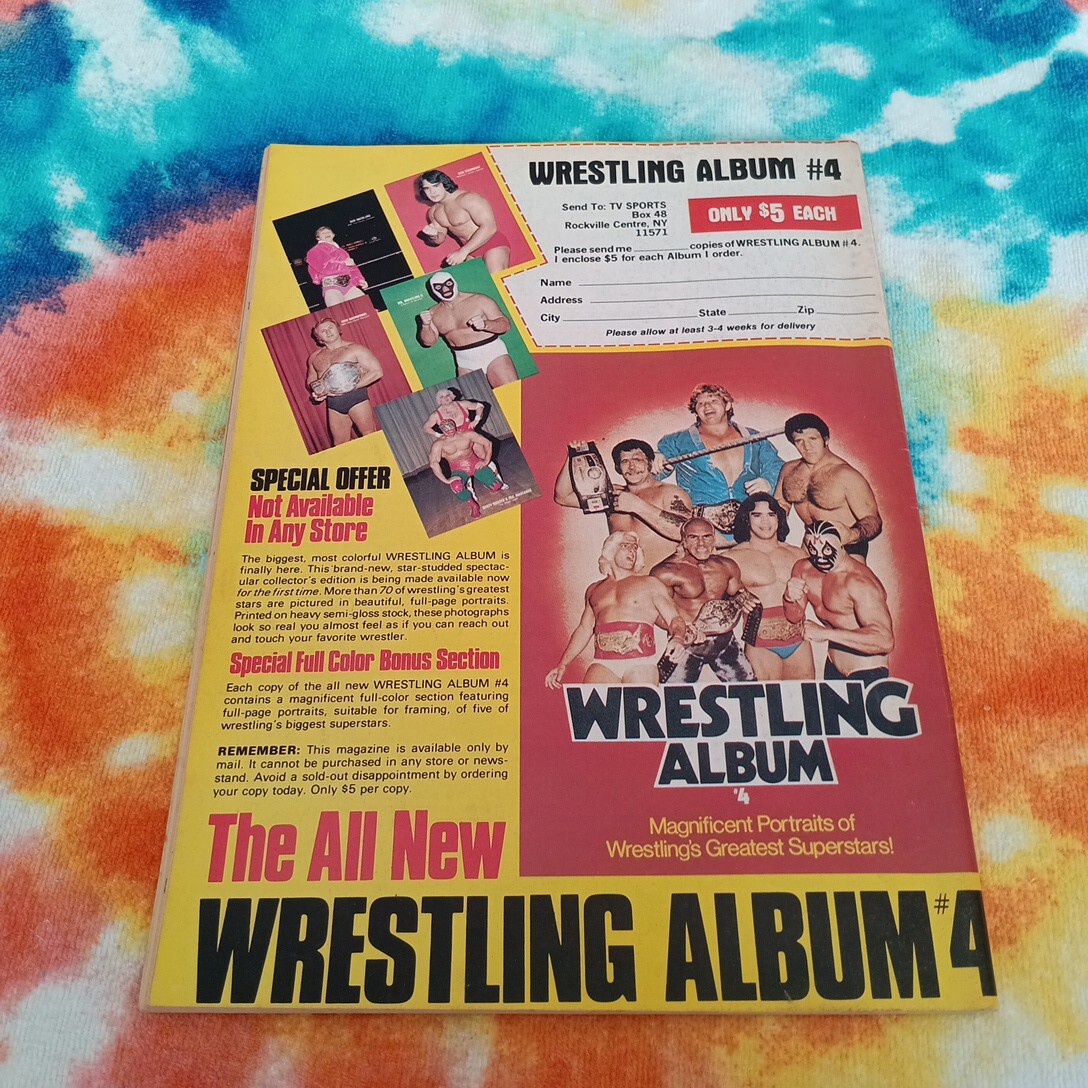 WRESTLING ALBUM #4
Send To: TV SPORTS
Box 48
Rockville Centre, NY
11571
ONLY $5 EACH
Please send me ________ copies of WRESTLING ALBUM #4.
I enclose $5 for each Album I order.
Name
Address
City State Zip
Please allow at least 3-4 weeks for delivery
SPECIAL OFFER
Not Available
In Any Store
The biggest, most colorful WRESTLING ALBUM is
finally here. This brand-new, star-studded spectac-
ular collector's edition is being made available now
for the first time. More than 70 of wrestling's greatest
stars are pictured in beautiful, full-page portraits.
Printed on heavy semi-gloss stock, these photographs
look so real you almost feel as if you can reach out
and touch your favorite wrestler.
Special Full Color Bonus Section
Each copy of the all new WRESTLING ALBUM #4
contains a magnificent full-color section featuring
full-page portraits, suitable for framing, of five of
wrestling's biggest superstars.
REMEMBER: This magazine is available only by
mail. It cannot be purchased in any store or news-
stand. Avoid a sold-out disappointment by ordering
your copy today. Only $5 per copy.
WRESTLING
ALBUM
#4
Magnificent Portraits of
Wrestling's Greatest Superstars!
The All New
WRESTLING ALBUM #4